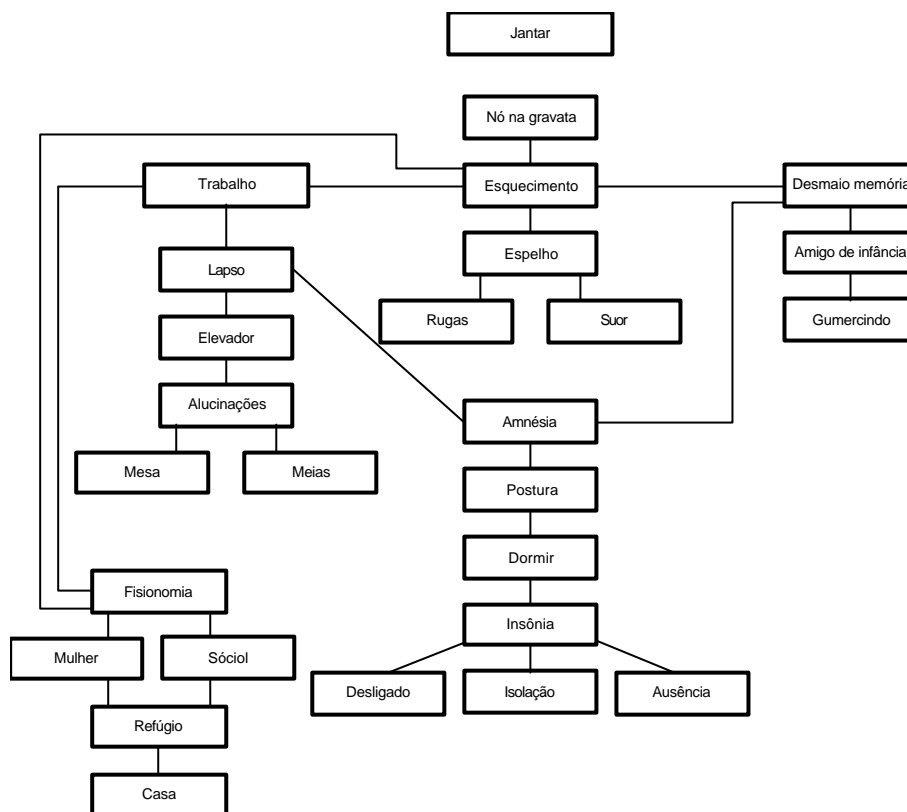 Jantar
Nó na gravata
Trabalho
Esquecimento
Desmaio memória
Lapso
Espelho
Amigo de infância
Rugas
Suor
Gumercindo
Elevador
Alucinações
Amnésia
Mesa
Meias
Postura
Dormir
Fisionomia
Insônia
Mulher
Sóciol
Desligado
Isolação
Ausência
Refúgio
Casa